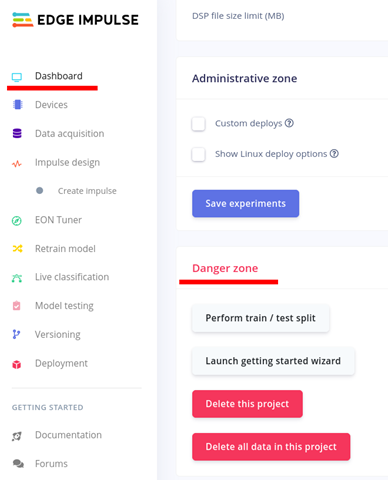 EDGE IMPULSE
Dashboard
Devices
Data acquisition
Impulse design
Create impulse
EON Tuner
Retrain model
Live classification
Model testing
Versioning
Deployment
GETTING STARTED
Documentation
Forums
DSP file size limit (MB)
Administrative zone
Custom deploys ?
Show Linux deploy options ?
Save experiments
Danger zone
Perform train / test split
Launch getting started wizard
Delete this project
Delete all data in this project